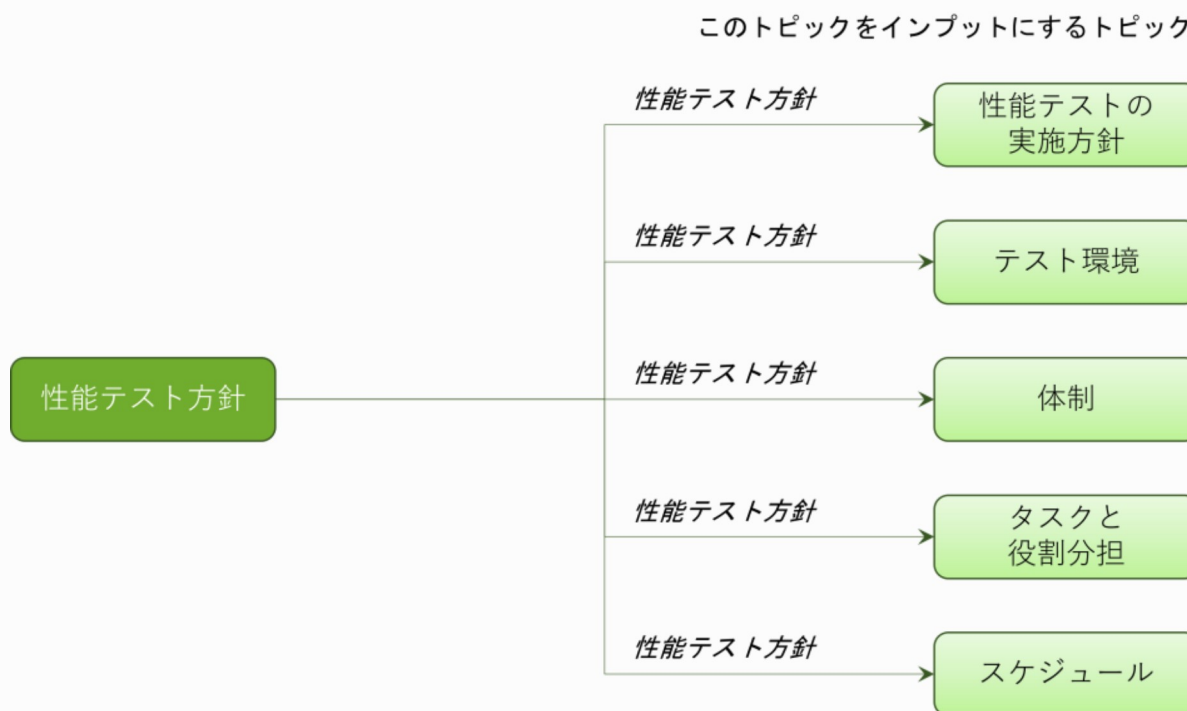 このトピックをインプットにするトピック
性能テスト方針
性能テストの
実施方針
性能テスト方針
テスト環境
性能テスト方針
性能テスト方針
体制
性能テスト方針
タスクと
役割分担
性能テスト方針
スケジュール